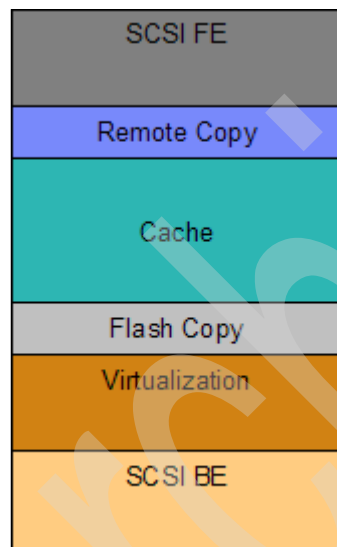 SCSI FE
Remote Copy
Cache
Flash Copy
Virtualization
SCSI BE